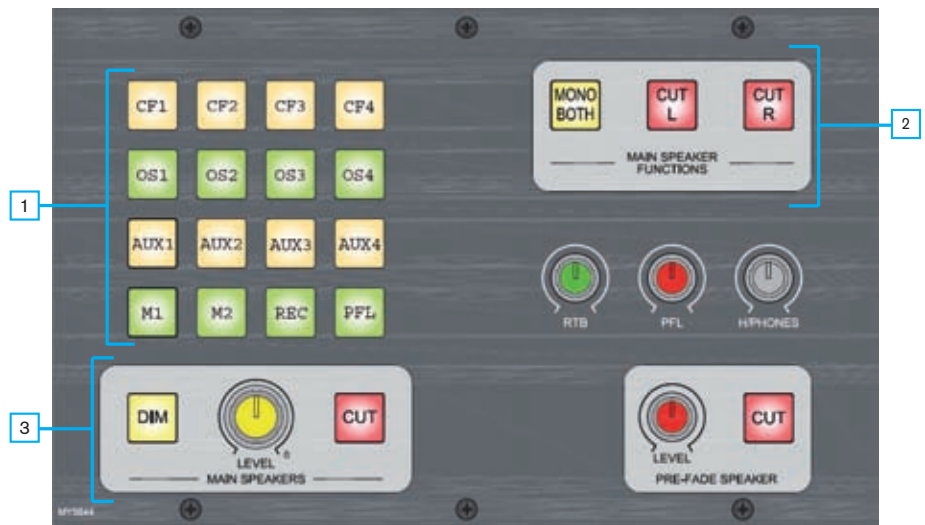 1
CF1 CF2 CF3 CF4
OS1 OS2 OS3 OS4
AUX1 AUX2 AUX3 AUX4
M1 M2 REC PFL
MONO
BOTH
CUT
L
CUT
R
MAIN SPEAKER
FUNCTIONS
2
RTB PFL H/PHONES
3
DIM
LEVEL
CUT
MAIN SPEAKERS
LEVEL
CUT
PRE-FADE SPEAKER